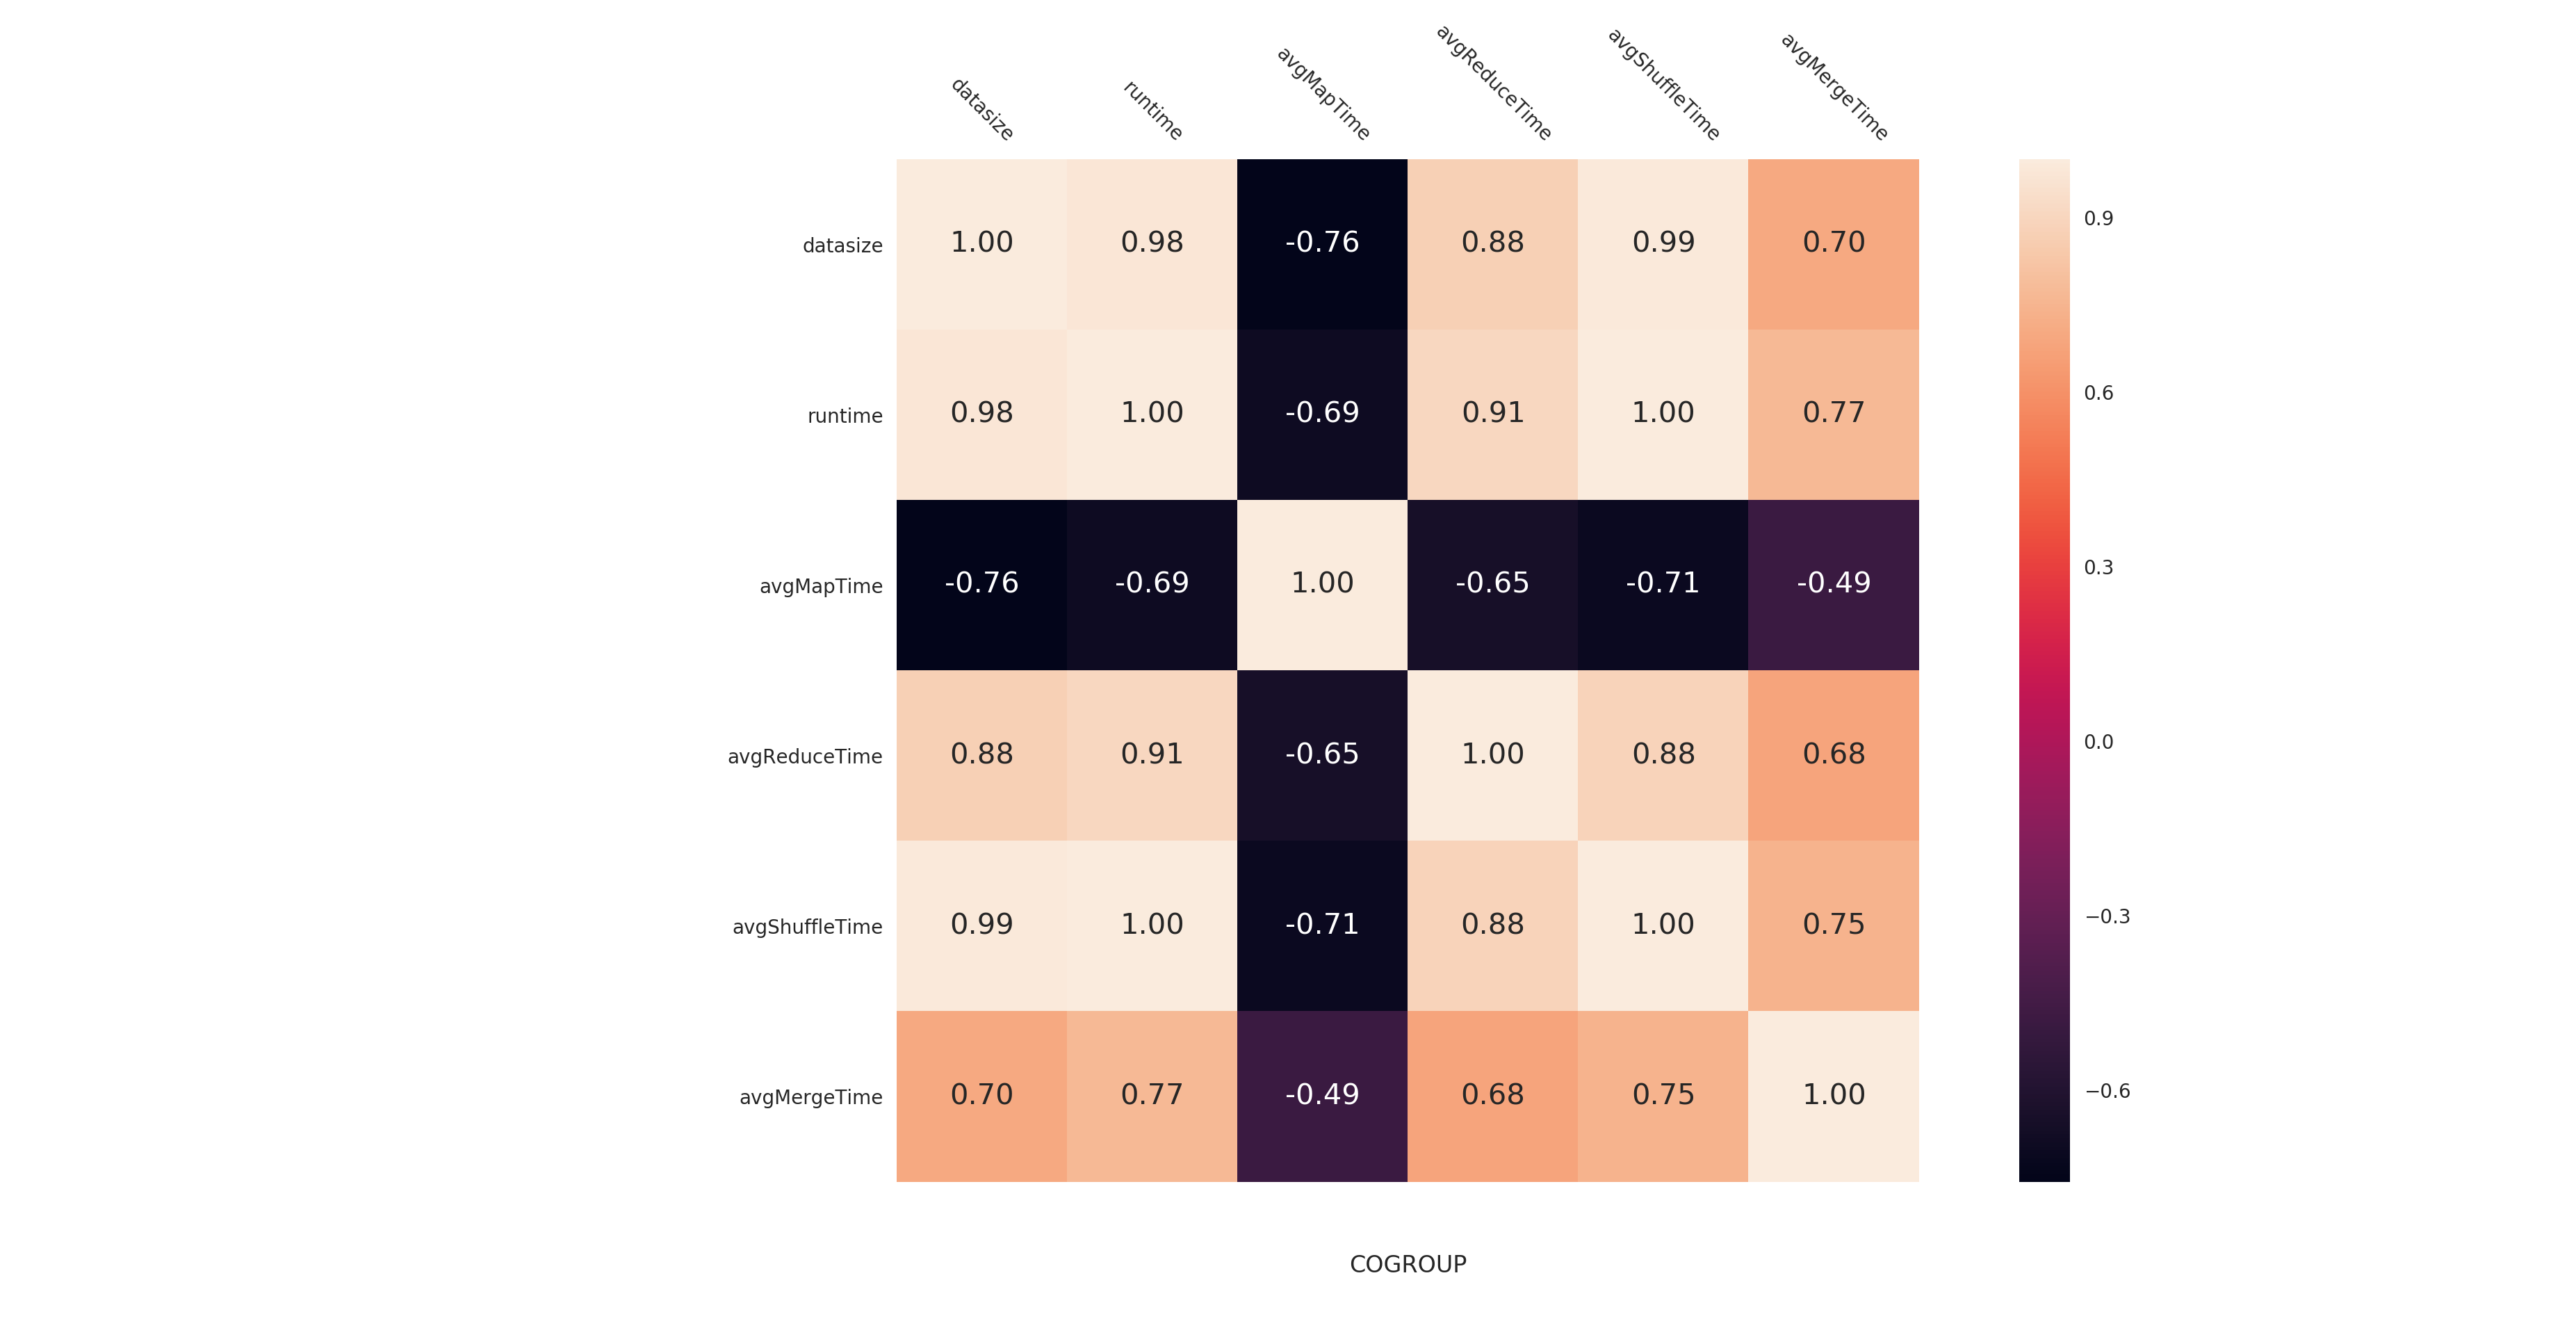 datasize runtime avgMapTime avgReduceTime avgShuffleTime avgMergeTime
datasize 1.00 0.98 -0.76 0.88 0.99 0.70
runtime 0.98 1.00 -0.69 0.91 1.00 0.77
avgMapTime -0.76 -0.69 1.00 -0.65 -0.71 -0.49
avgReduceTime 0.88 0.91 -0.65 1.00 0.88 0.68
avgShuffleTime 0.99 1.00 -0.71 0.88 1.00 0.75
avgMergeTime 0.70 0.77 -0.49 0.68 0.75 1.00
0.9
0.6
0.3
0.0
−0.3
−0.6
COGROUP